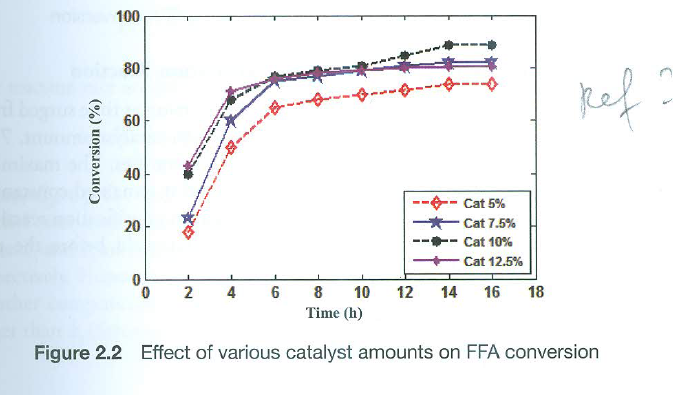 100
80
60
40
20
0
Conversion (%)
0 2 4 6 8 10 12 14 16 18
Time (h)
Cat 5%
Cat 7.5%
Cat 10%
Cat 12.5%
Ref ?
Figure 2.2 Effect of various catalyst amounts on FFA conversion